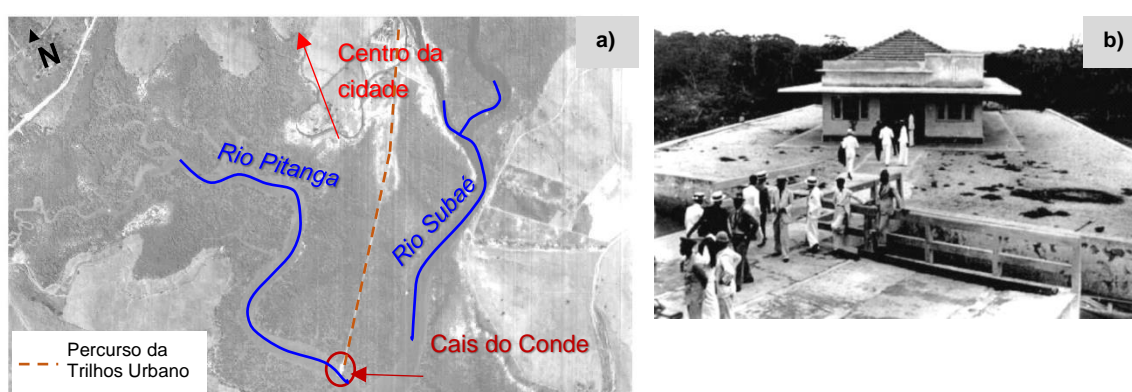 a)
N
Centro da
cidade
Rio Pitanga
Rio Subaé
Cais do Conde
Percurso da
Trilhos Urbano
b)